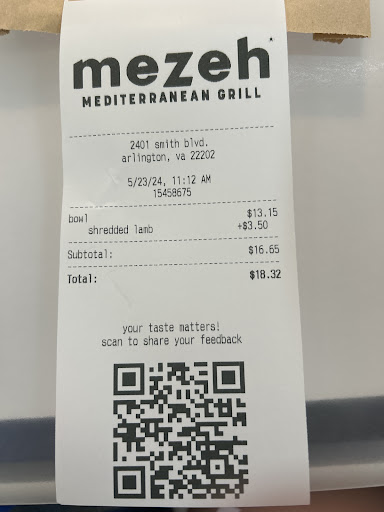 mezeh
MEDITERRANEAN GRILL
2401 smith blvd.
arlington, va 22202
5/23/24, 11:12 AM
15458675
bowl $13.15
shredded lamb +$3.50
Subtotal: $16.65
Total: $18.32
your taste matters!
scan to share your feedback